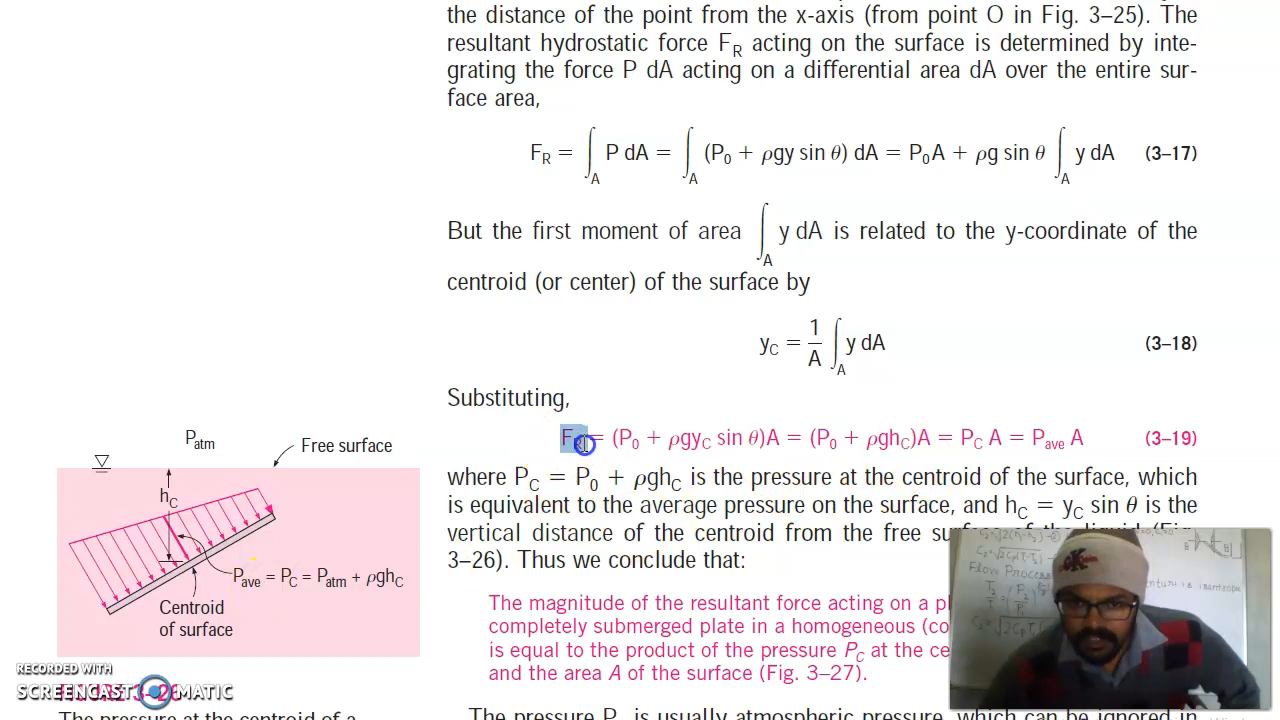 the distance of the point from the x-axis (from point O in Fig. 3–25). The
resultant hydrostatic force F_R acting on the surface is determined by inte-
grating the force P dA acting on a differential area dA over the entire sur-
face area,
F_R = ∫_A P dA = ∫_A (P_0 + ρgy sin θ) dA = P_0A + ρg sin θ ∫_A y dA (3–17)
But the first moment of area ∫_A y dA is related to the y-coordinate of the
centroid (or center) of the surface by
y_C = 1/A ∫_A y dA (3–18)
Substituting,
F_R = (P_0 + ρgy_C sin θ)A = (P_0 + ρgh_C)A = P_C A = P_ave A (3–19)
where P_C = P_0 + ρgh_C is the pressure at the centroid of the surface, which
is equivalent to the average pressure on the surface, and h_C = y_C sin θ is the
vertical distance of the centroid from the free surface of the liquid (Fig.
3–26). Thus we conclude that:
The magnitude of the resultant force acting on a
completely submerged plate in a homogeneous
is equal to the product of the pressure P_C at the
and the area A of the surface (Fig. 3–27).
P_atm
Free surface
h_C
P_ave = P_C = P_atm + ρgh_C
Centroid
of surface
RECORDED WITH
SCREENCAST MATIC
The pressure at the centroid of a
The pressure P is usually atmospheric pressure, which can be ignored in
Flow Process